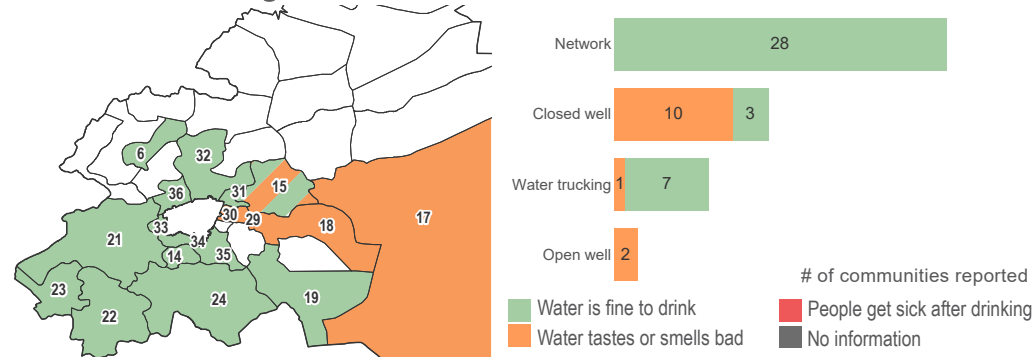 Network
28
Closed well
10
3
Water trucking
1
7
Open well
2
# of communities reported
Water is fine to drink
People get sick after drinking
Water tastes or smells bad
No information
6
32
15
31
36
30
29
17
18
33
21
34
14
35
23
24
19
22